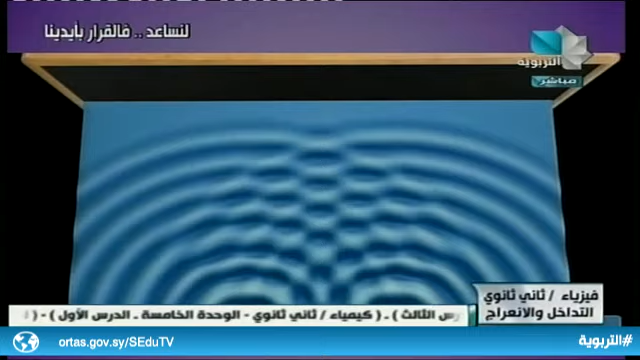 لنساعد .. فالقرار بأيدينا
التربوية
مباشر
فيزياء / ثاني ثانوي
التداخل والانعراج
رس الثالث ) ـ ( كيمياء / ثاني ثانوي - الوحدة الخامسة ـ الدرس الأول ) - (
ortas.gov.sy/SEduTV
#التربوية